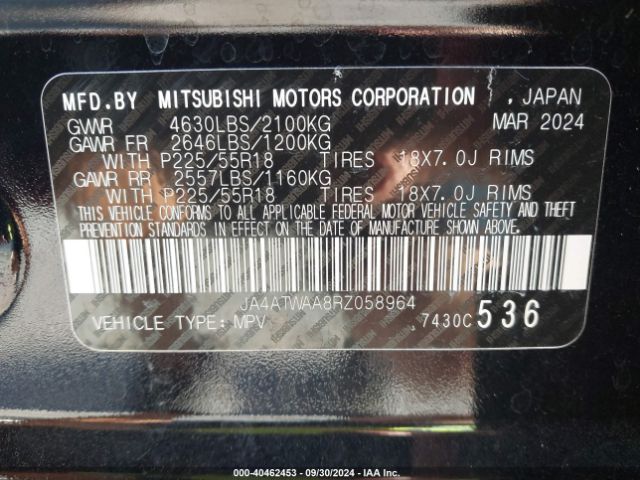 MFD.BY MITSUBISHI MOTORS CORPORATION , JAPAN
GVWR 4630LBS/2100KG MAR 2024
GAWR FR 2646LBS/1200KG
WITH P225/55R18 TIRES 18X7.0J RIMS
GAWR RR 2557LBS/1160KG
WITH P225/55R18 TIRES 18X7.0J RIMS
THIS VEHICLE CONFORMS TO ALL APPLICABLE FEDERAL MOTOR VEHICLE SAFETY AND THEFT
PREVENTION STANDARDS IN EFFECT ON THE DATE OF MANUFACTURE SHOWN ABOVE.
JA4ATWAA8RZ058964
VEHICLE TYPE: MPV 7430C 536
000-40462453 - 09/30/2024 - IAA Inc.